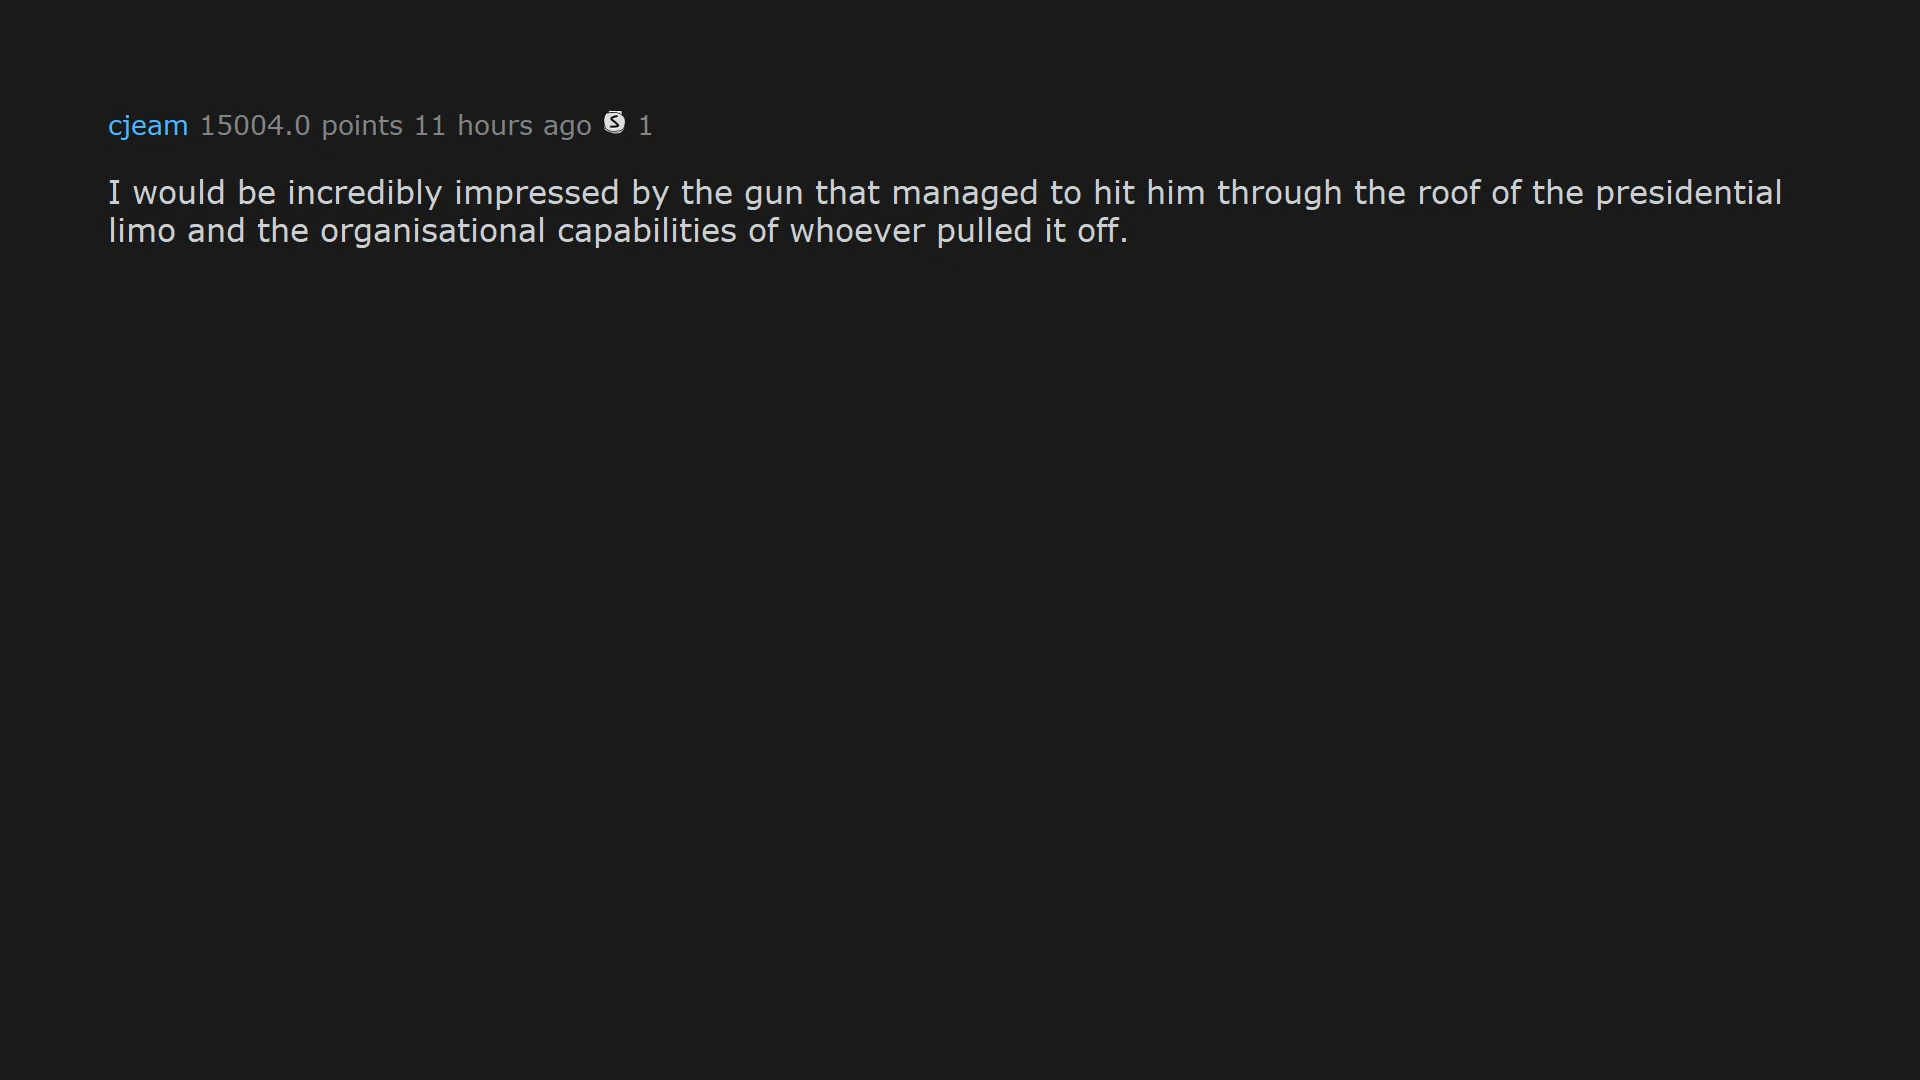 cjeam 15004.0 points 11 hours ago S 1
I would be incredibly impressed by the gun that managed to hit him through the roof of the presidential
limo and the organisational capabilities of whoever pulled it off.